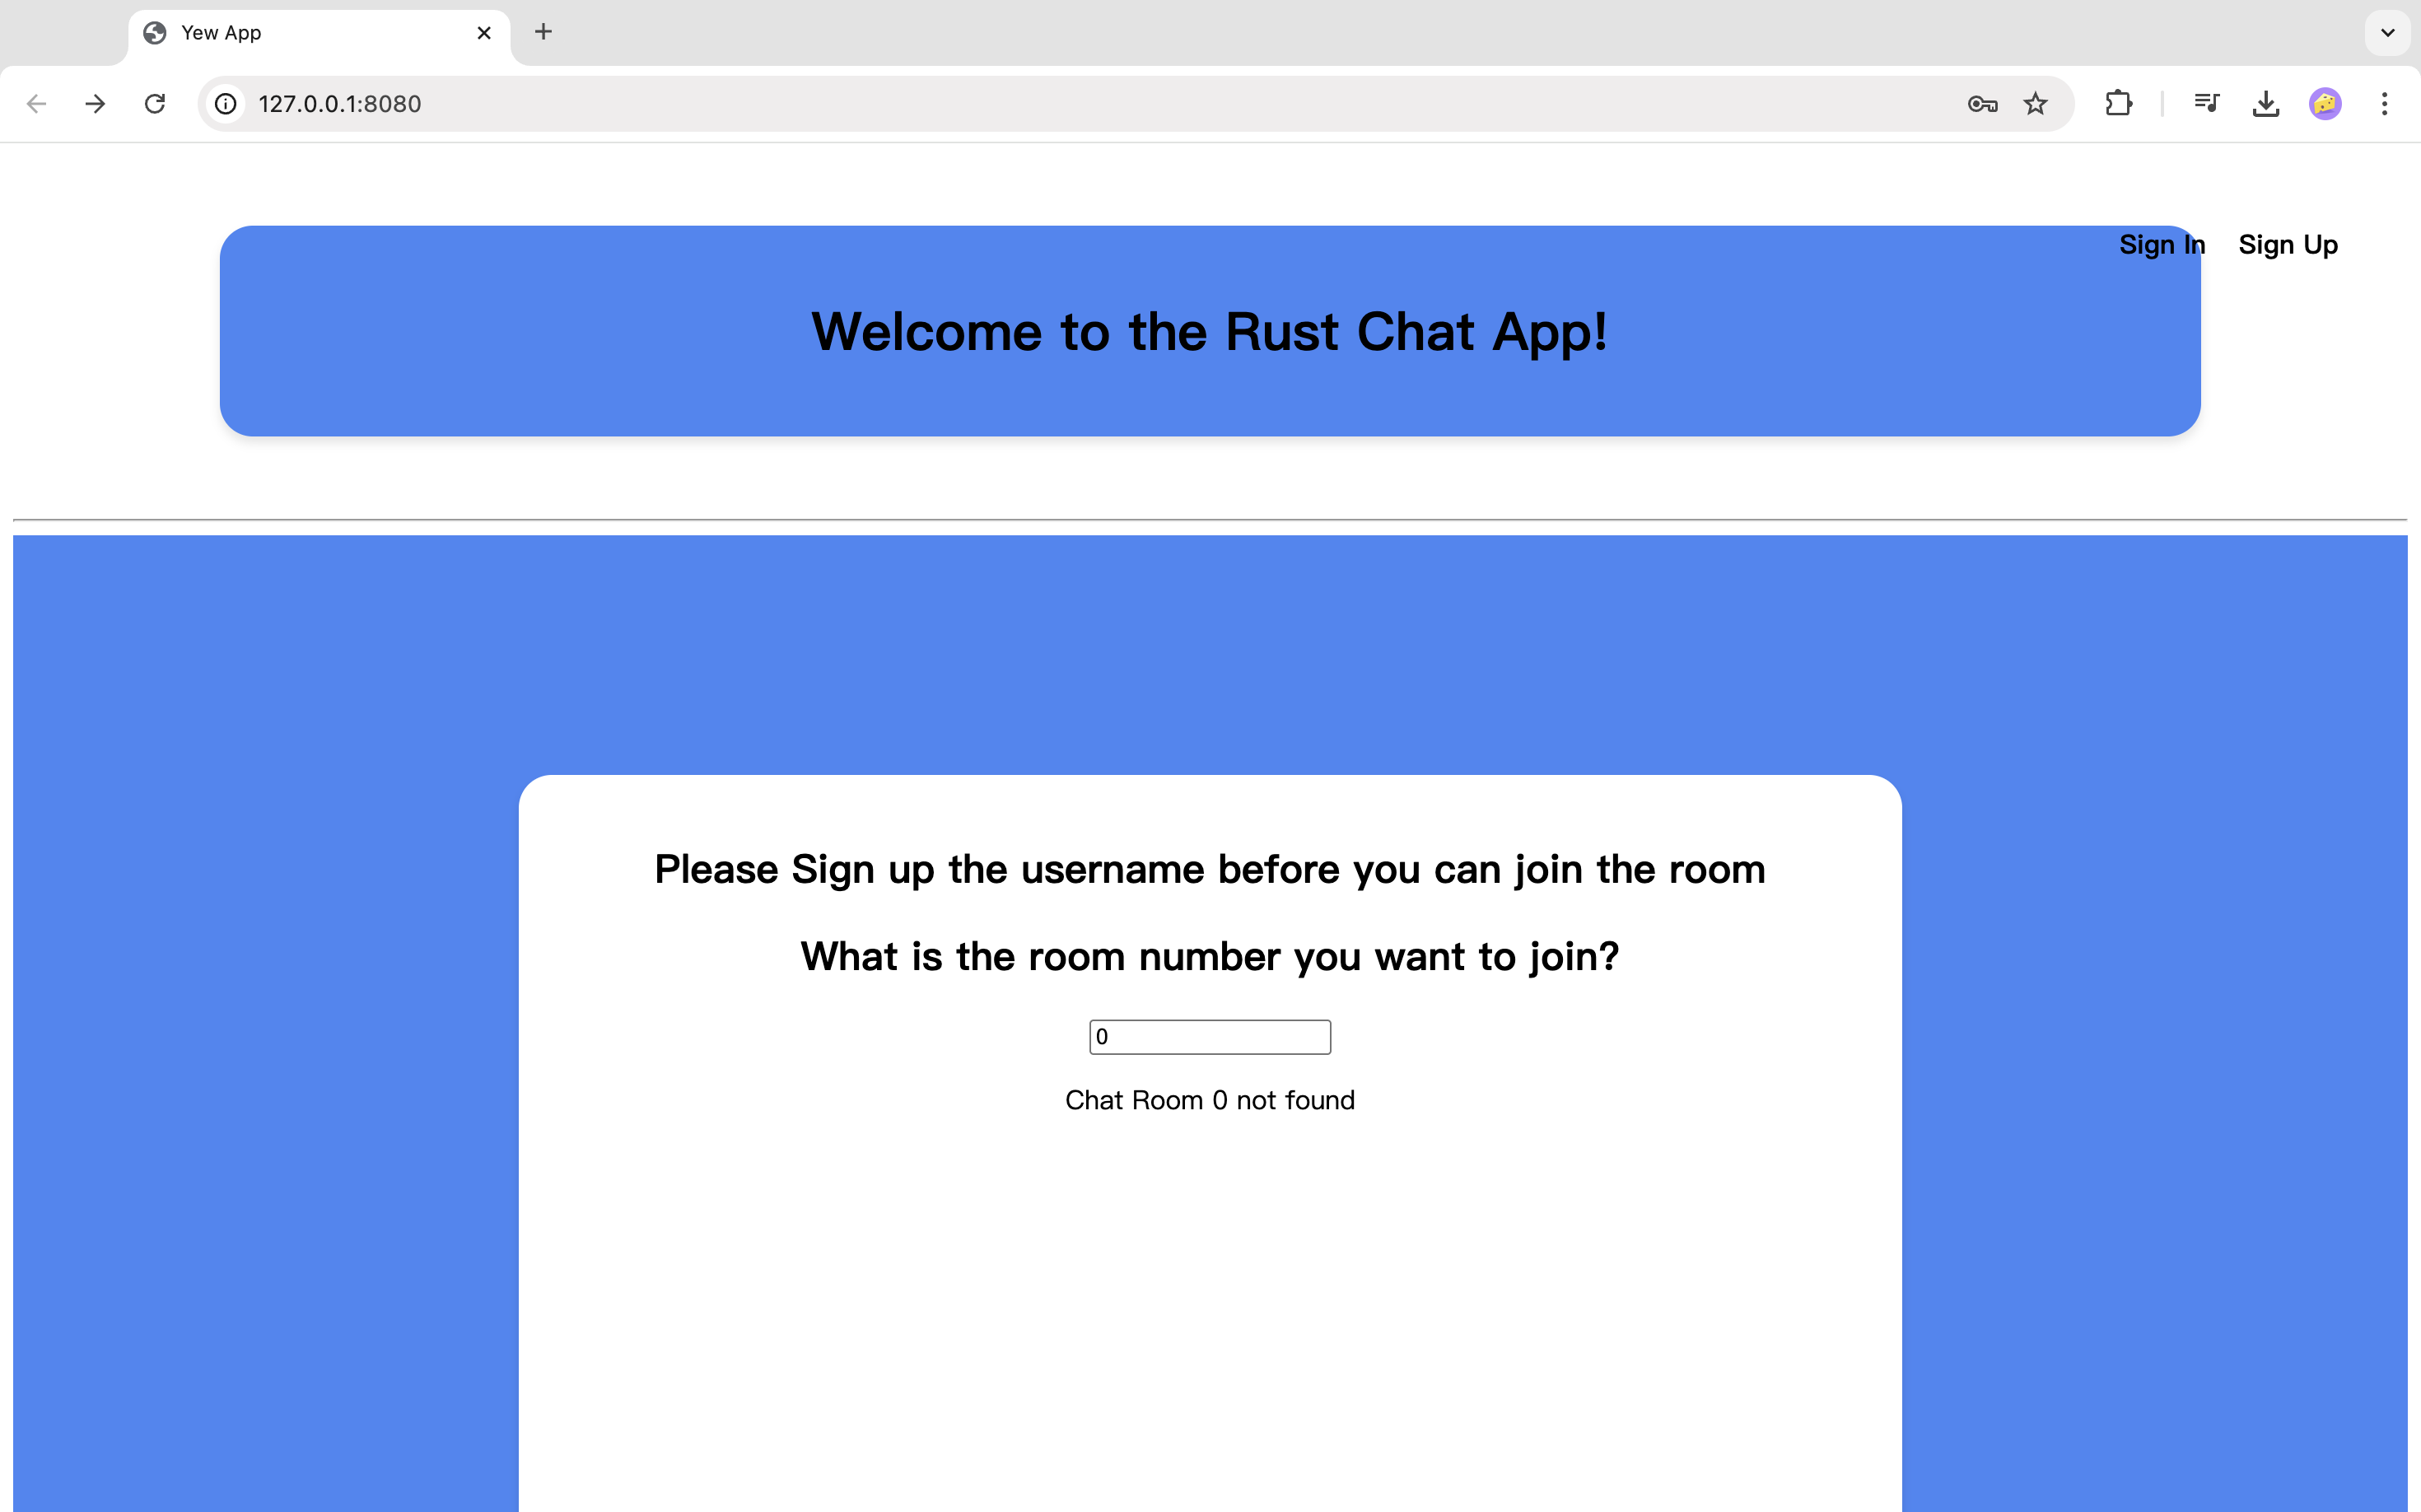 Yew App
127.0.0.1:8080
Sign In Sign Up
Welcome to the Rust Chat App!
Please Sign up the username before you can join the room
What is the room number you want to join?
0
Chat Room 0 not found